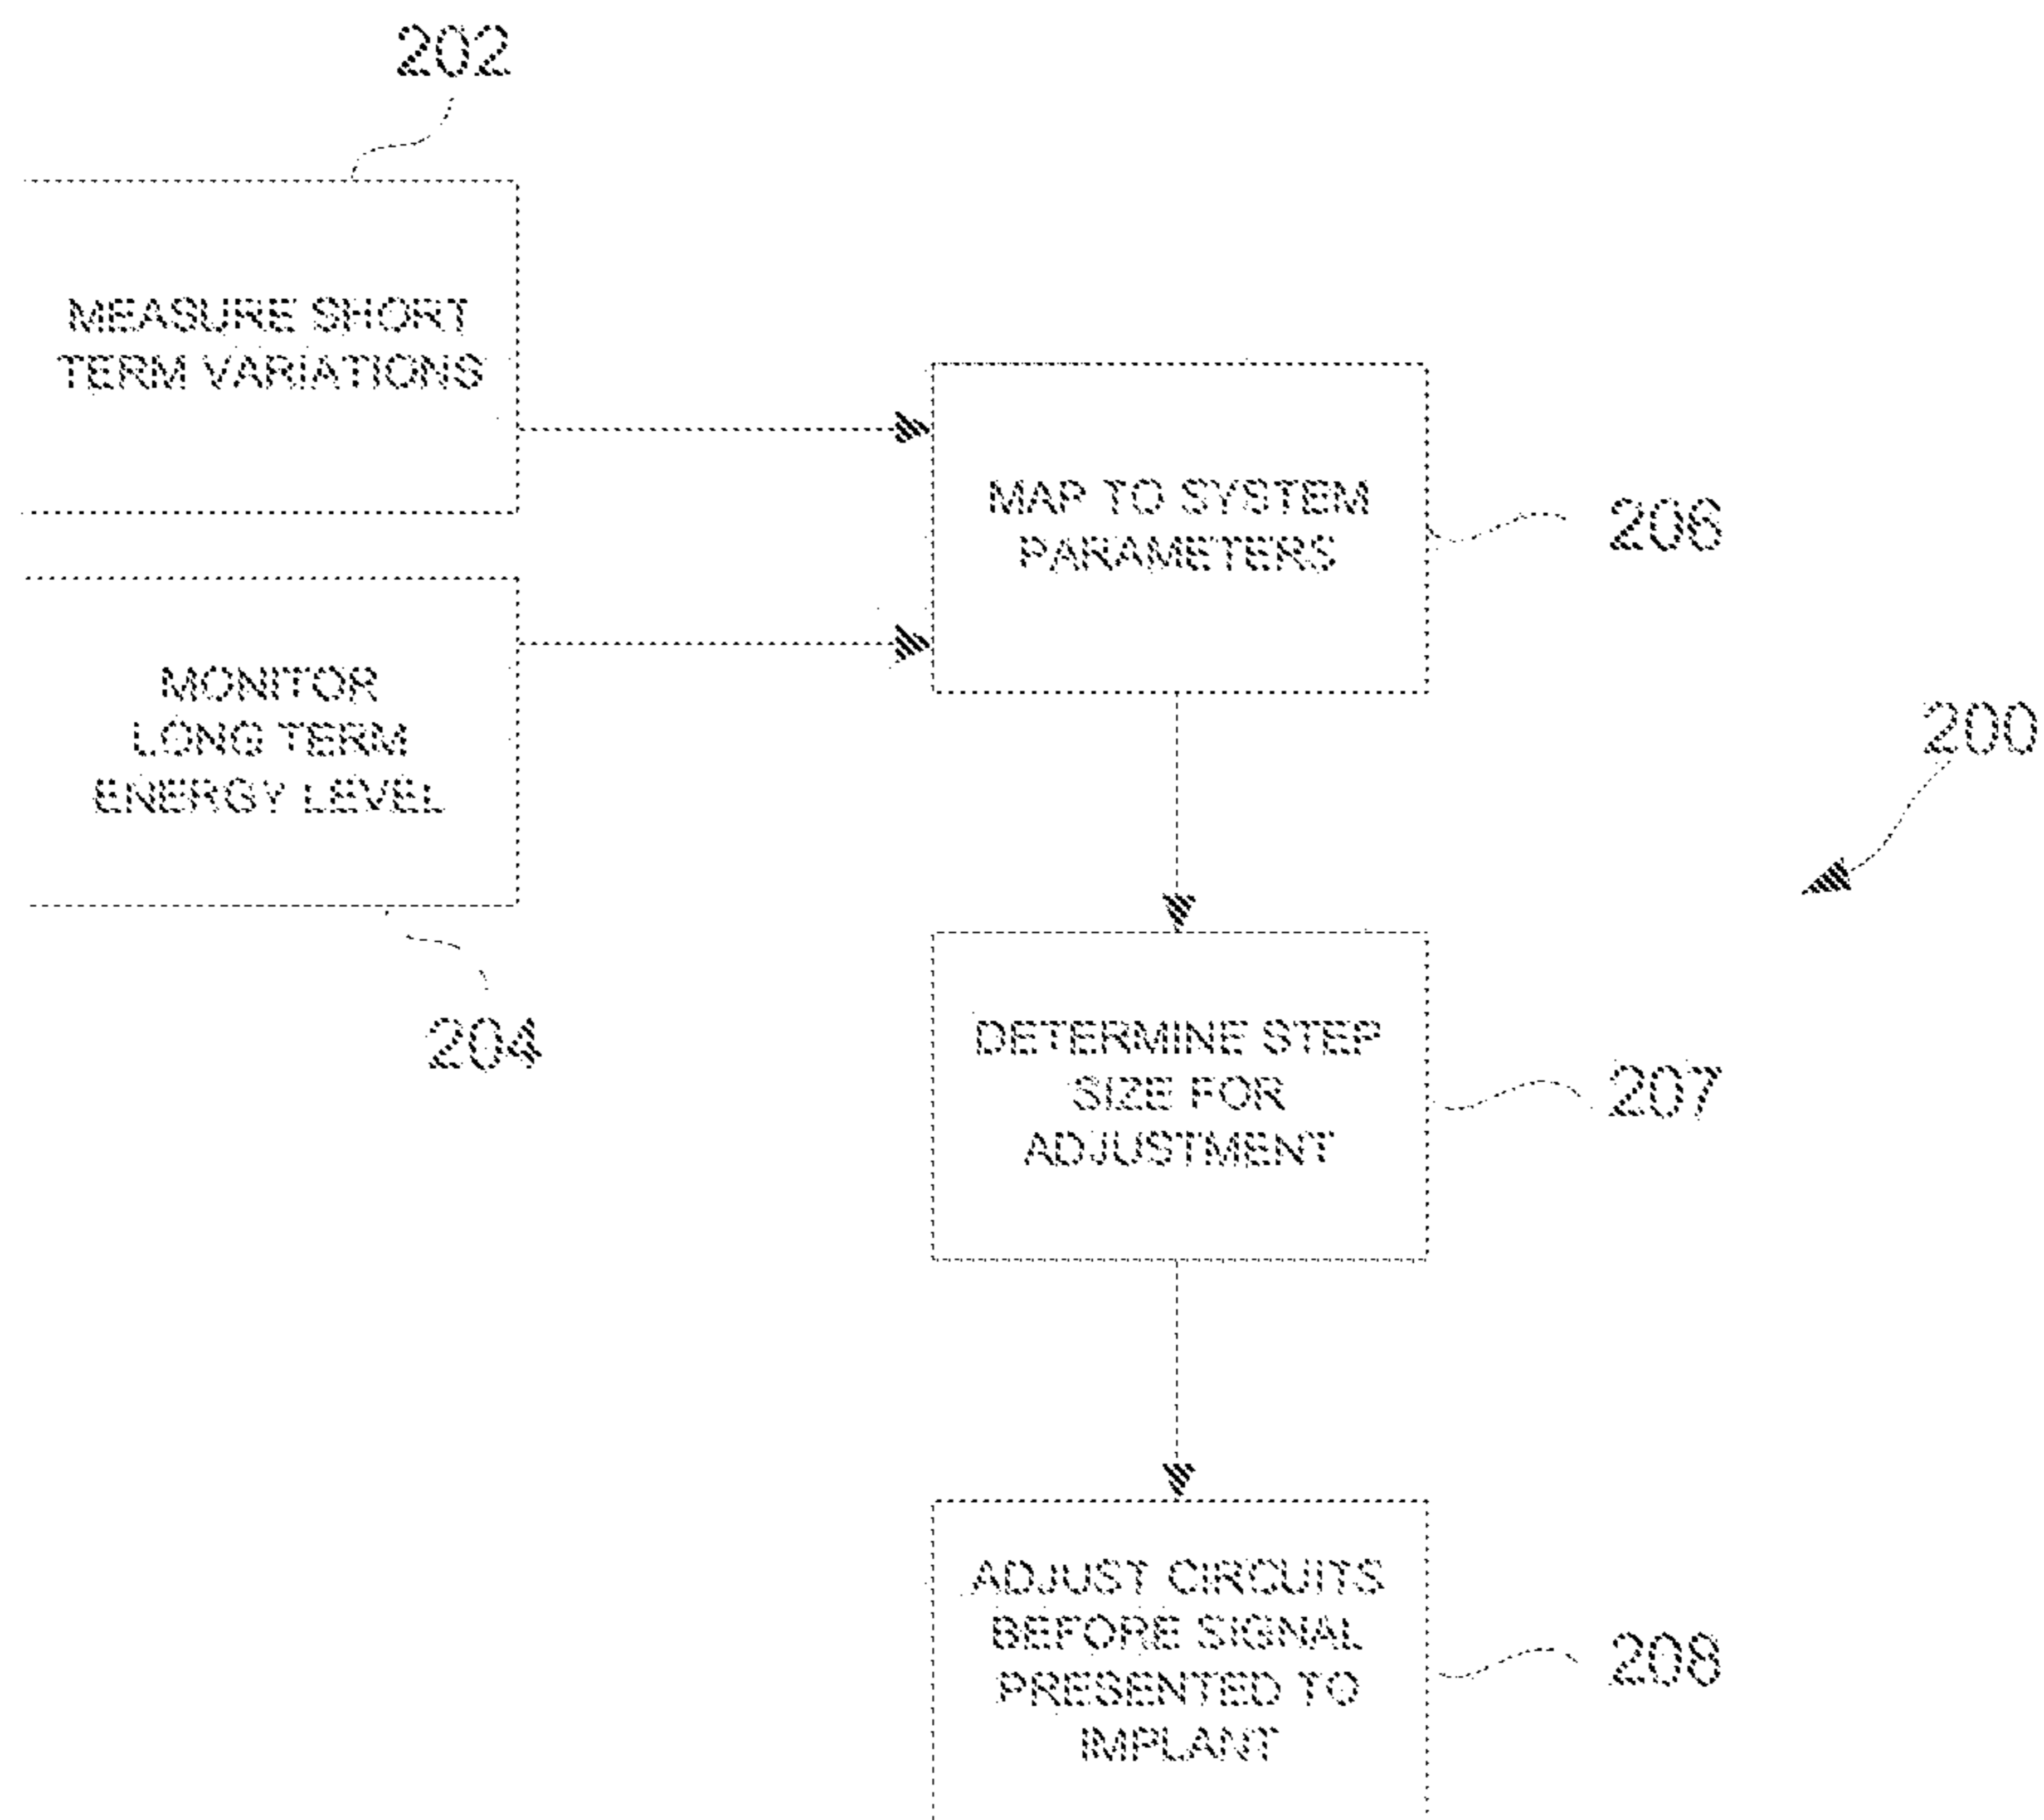 202
MEASURE SHORT
TERM VARIATIONS
MAP TO SYSTEM
PARAMETERS
206
MONITOR
LONG TERM
ENERGY LEVEL
200
204
DETERMINE STEP
SIZE FOR
ADJUSTMENT
207
ADJUST CIRCUITS
BEFORE SIGNAL
PRESENTED TO
IMPLANT
208